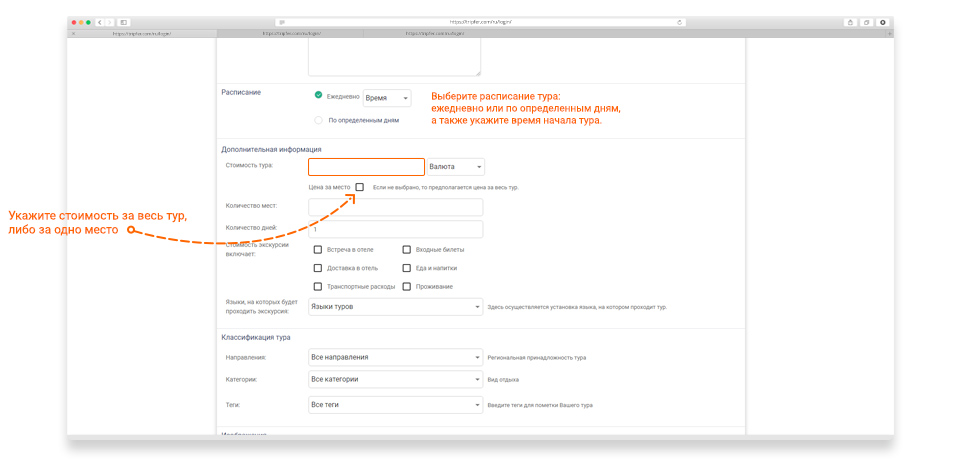 https://tripfer.com/ru/login/
https://tripfer.com/ru/login/
https://tripfer.com/ru/login/
https://tripfer.com/ru/login/
Расписание
Ежедневно
Время
По определенным дням
Выберите расписание тура:
ежедневно или по определенным дням,
а также укажите время начала тура.
Дополнительная информация
Стоимость тура:
Валюта
Цена за место
Если не выбрано, то предполагается цена за весь тур.
Укажите стоимость за весь тур,
либо за одно место
Количество мест:
Количество дней:
1
Стоимость экскурсии
включает:
Встреча в отеле
Входные билеты
Доставка в отель
Еда и напитки
Транспортные расходы
Проживание
Языки, на которых будет
проходить экскурсия:
Языки туров
Здесь осуществляется установка языка, на котором проходит тур.
Классификация тура
Направления:
Все направления
Региональная принадложность тура
Категории:
Все категории
Вид отдыха
Теги:
Все теги
Введите теги для пометки Вашего тура